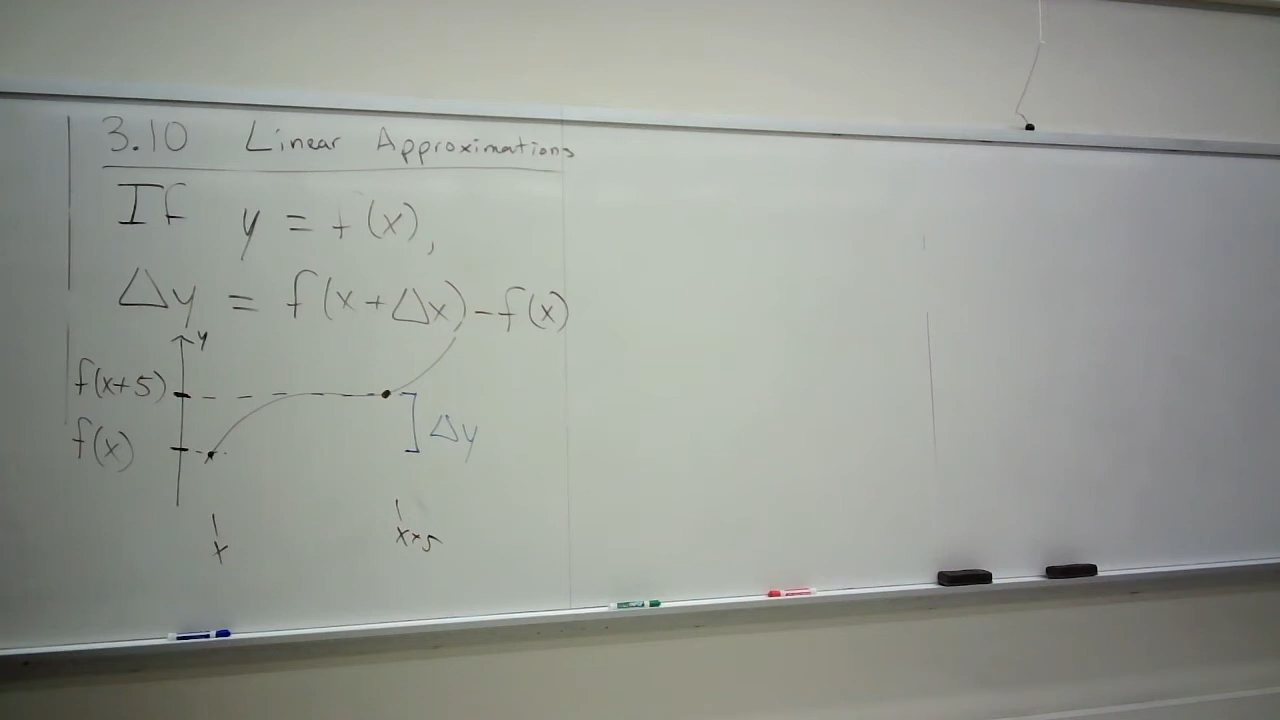 3.10 Linear Approximations
If y = f(x),
Δy = f(x+Δx) - f(x)
y
f(x+5)
Δy
f(x)
x
x+5